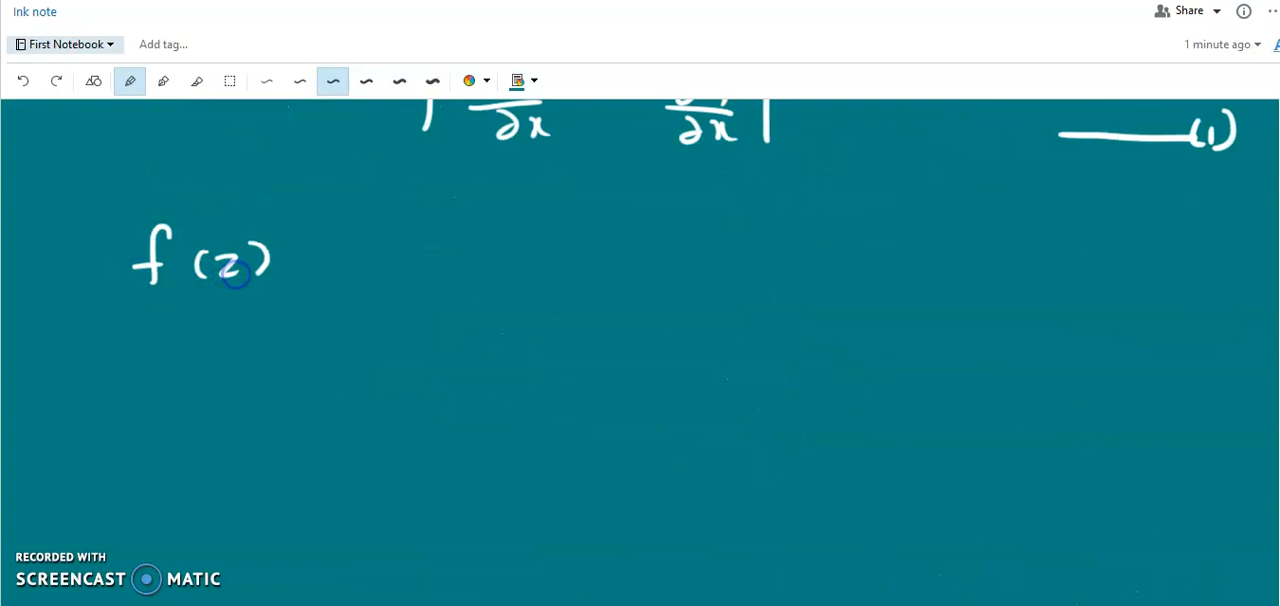 Ink note
Share
First Notebook
Add tag...
1 minute ago
∂x ∂x (1)
f (z)
RECORDED WITH
SCREENCAST MATIC